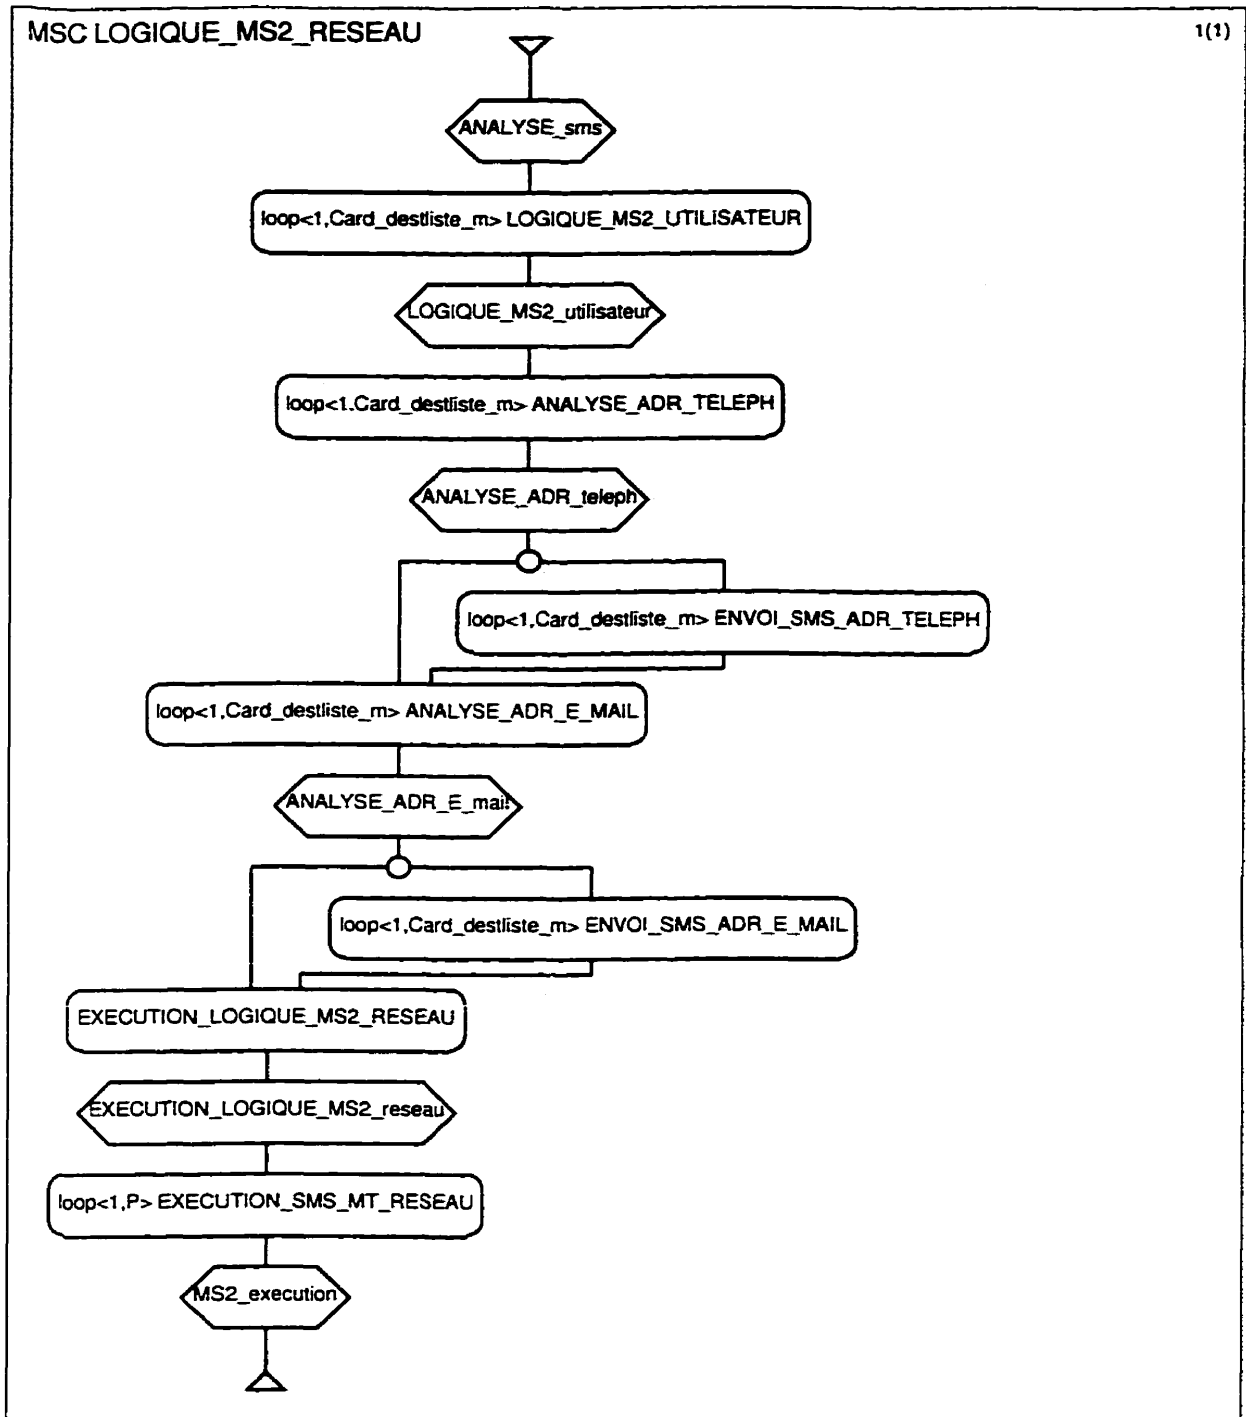 MSC LOGIQUE_MS2_RESEAU
1(1)
ANALYSE_sms
loop<1,Card_destliste_m> LOGIQUE_MS2_UTILISATEUR
LOGIQUE_MS2_utilisateur
loop<1.Card_destliste_m> ANALYSE_ADR_TELEPH
ANALYSE_ADR_teleph
loop<1,Card_destliste_m> ENVOI_SMS_ADR_TELEPH
loop<1,Card_destliste_m> ANALYSE_ADR_E_MAIL
ANALYSE_ADR_E_mail
loop<1,Card_destliste_m> ENVOI_SMS_ADR_E_MAIL
EXECUTION_LOGIQUE_MS2_RESEAU
EXECUTION_LOGIQUE_MS2_reseau
loop<1,P> EXECUTION_SMS_MT_RESEAU
MS2_execution